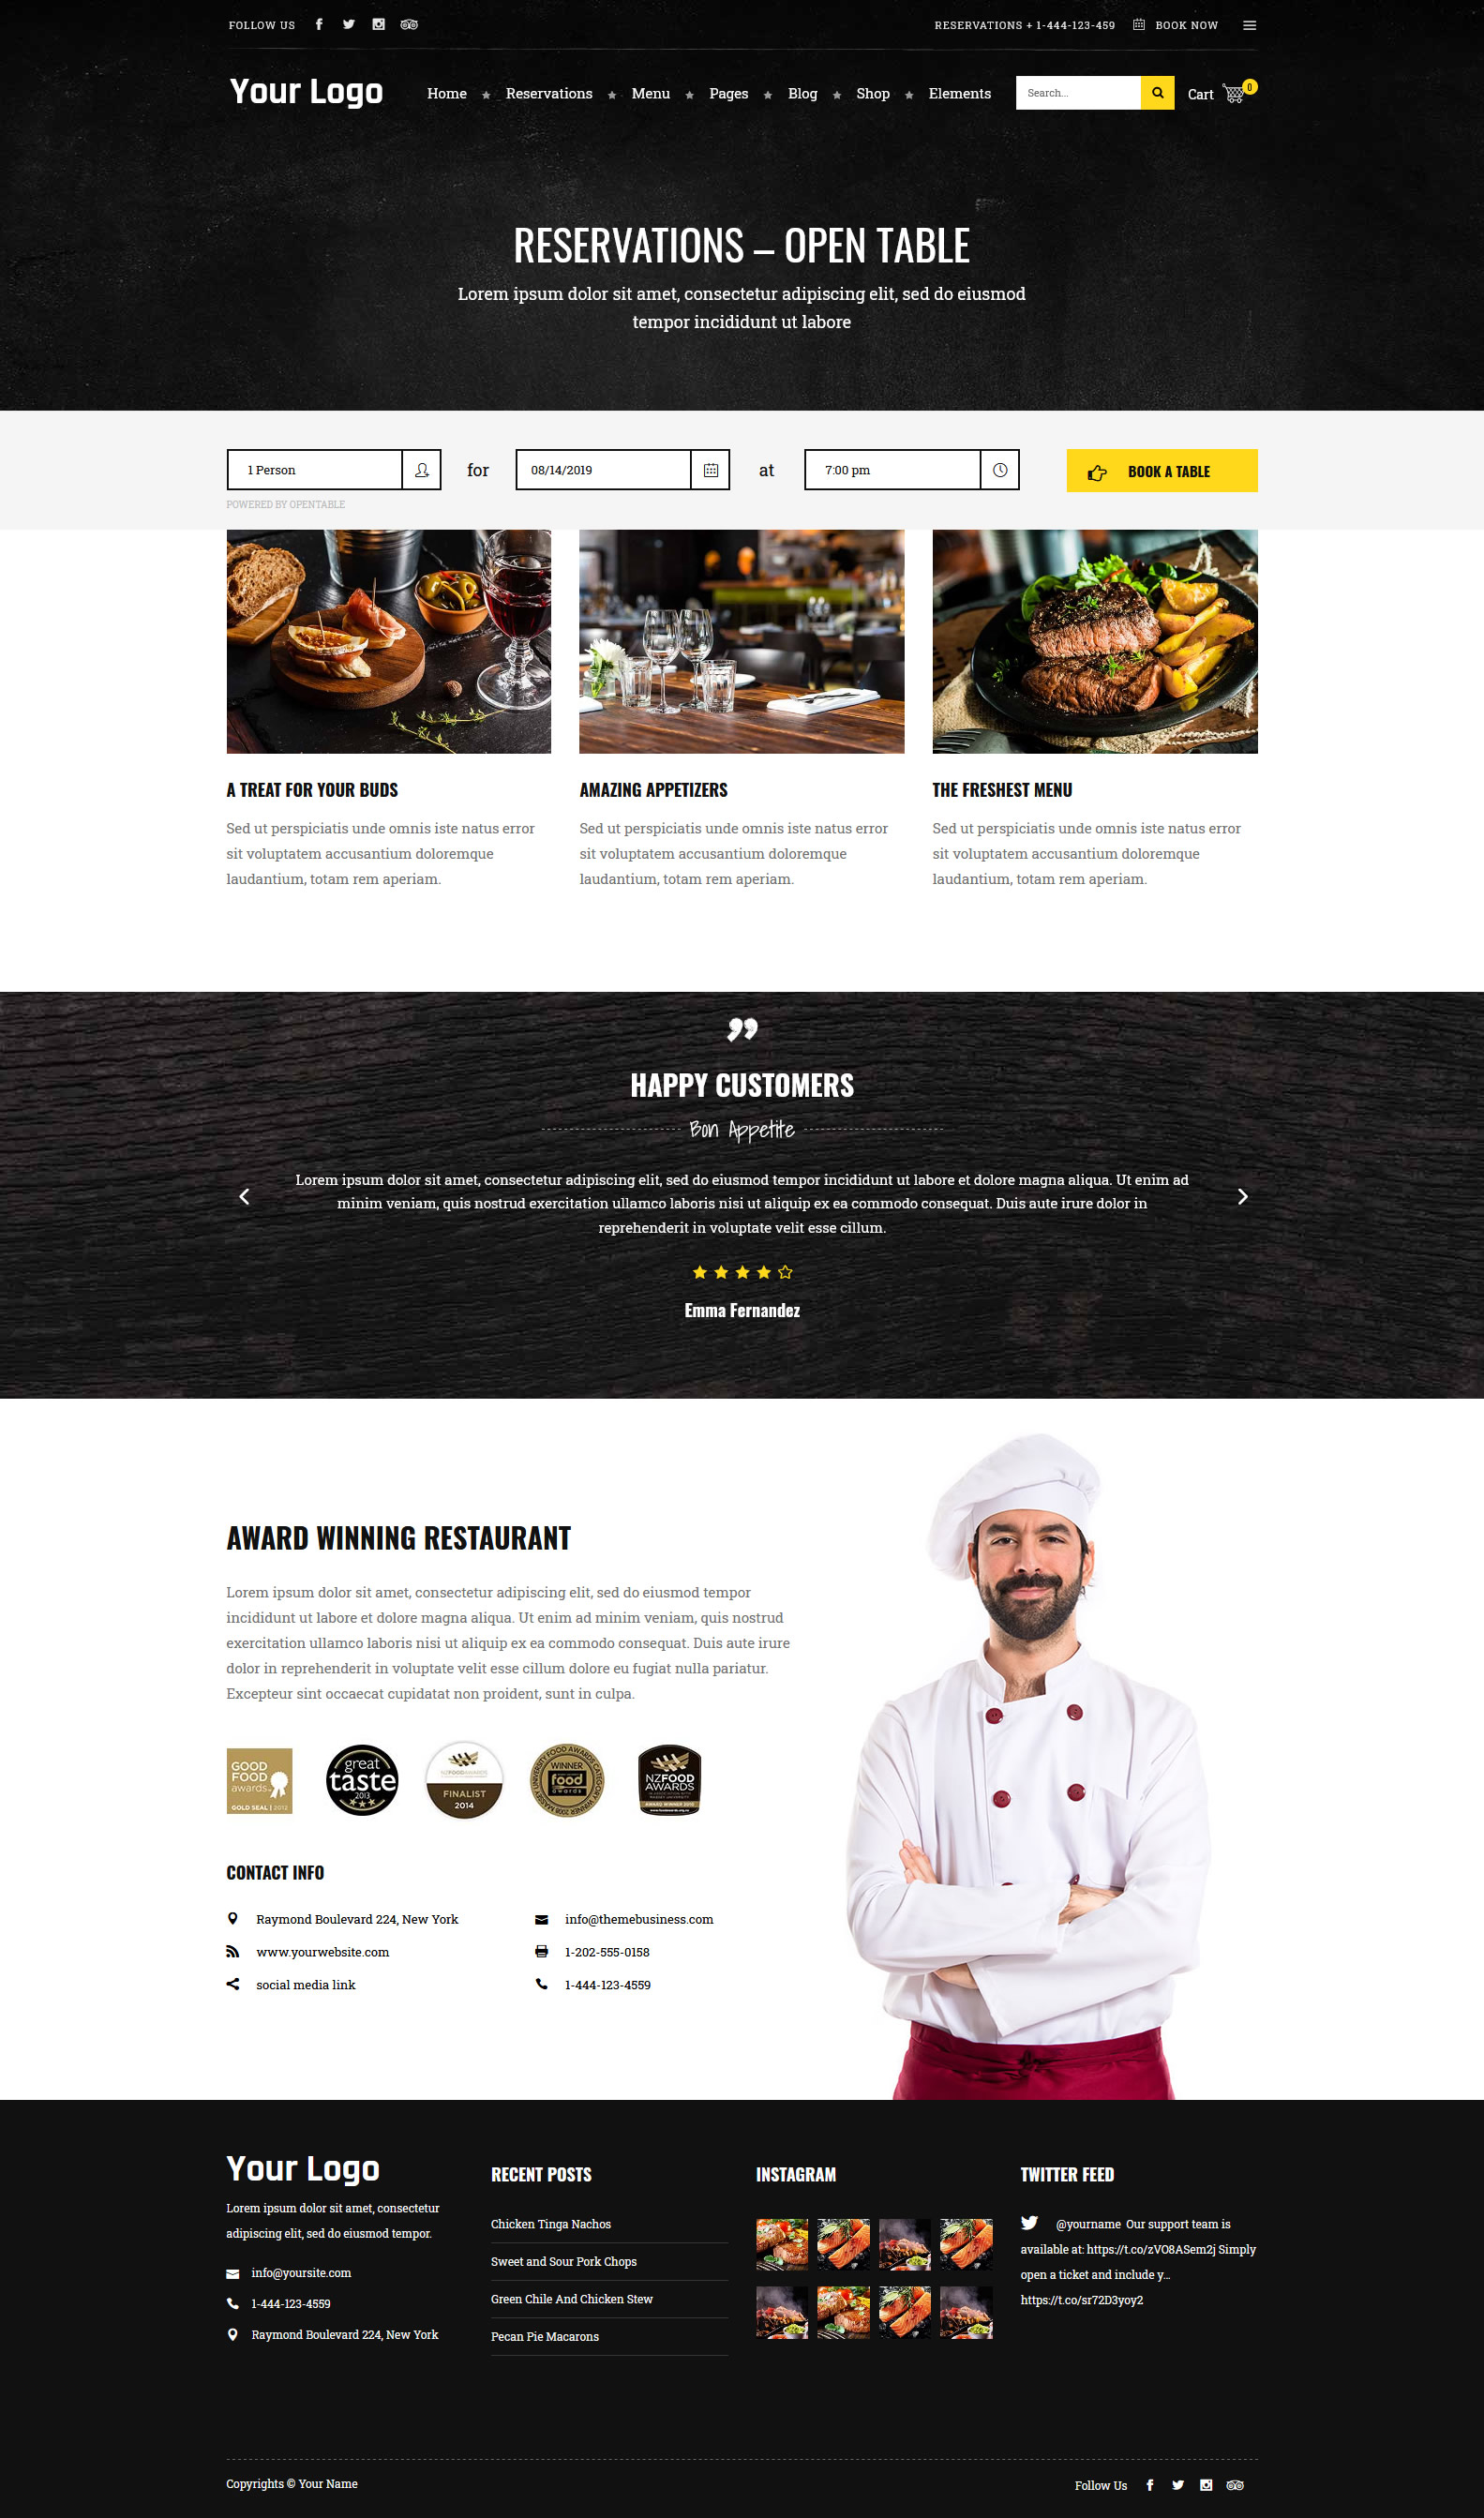 FOLLOW US
RESERVATIONS + 1-444-123-459 BOOK NOW
Your Logo
Home Reservations Menu Pages Blog Shop Elements
Search...
Cart 0
RESERVATIONS – OPEN TABLE
Lorem ipsum dolor sit amet, consectetur adipiscing elit, sed do eiusmod
tempor incididunt ut labore
1 Person for 08/14/2019 at 7:00 pm BOOK A TABLE
POWERED BY OPENTABLE
A TREAT FOR YOUR BUDS
Sed ut perspiciatis unde omnis iste natus error
sit voluptatem accusantium doloremque
laudantium, totam rem aperiam.
AMAZING APPETIZERS
Sed ut perspiciatis unde omnis iste natus error
sit voluptatem accusantium doloremque
laudantium, totam rem aperiam.
THE FRESHEST MENU
Sed ut perspiciatis unde omnis iste natus error
sit voluptatem accusantium doloremque
laudantium, totam rem aperiam.
HAPPY CUSTOMERS
Bon Appetite
Lorem ipsum dolor sit amet, consectetur adipiscing elit, sed do eiusmod tempor incididunt ut labore et dolore magna aliqua. Ut enim ad
minim veniam, quis nostrud exercitation ullamco laboris nisi ut aliquip ex ea commodo consequat. Duis aute irure dolor in
reprehenderit in voluptate velit esse cillum.
Emma Fernandez
AWARD WINNING RESTAURANT
Lorem ipsum dolor sit amet, consectetur adipiscing elit, sed do eiusmod tempor
incididunt ut labore et dolore magna aliqua. Ut enim ad minim veniam, quis nostrud
exercitation ullamco laboris nisi ut aliquip ex ea commodo consequat. Duis aute irure
dolor in reprehenderit in voluptate velit esse cillum dolore eu fugiat nulla pariatur.
Excepteur sint occaecat cupidatat non proident, sunt in culpa.
GOOD
FOOD
awards
GOLD SEAL | 2012
great
taste
2013
NZFOODAWARDS
FINALIST
2014
WINNER
food
awards
NZFOOD
AWARDS
CONTACT INFO
Raymond Boulevard 224, New York
www.yourwebsite.com
social media link
info@themebusiness.com
1-202-555-0158
1-444-123-4559
Your Logo
Lorem ipsum dolor sit amet, consectetur
adipiscing elit, sed do eiusmod tempor.
info@yoursite.com
1-444-123-4559
Raymond Boulevard 224, New York
RECENT POSTS
Chicken Tinga Nachos
Sweet and Sour Pork Chops
Green Chile And Chicken Stew
Pecan Pie Macarons
INSTAGRAM
TWITTER FEED
@yourname Our support team is
available at: https://t.co/zVO8ASem2j Simply
open a ticket and include y...
https://t.co/sr72D3yoy2
Copyrights © Your Name
Follow Us